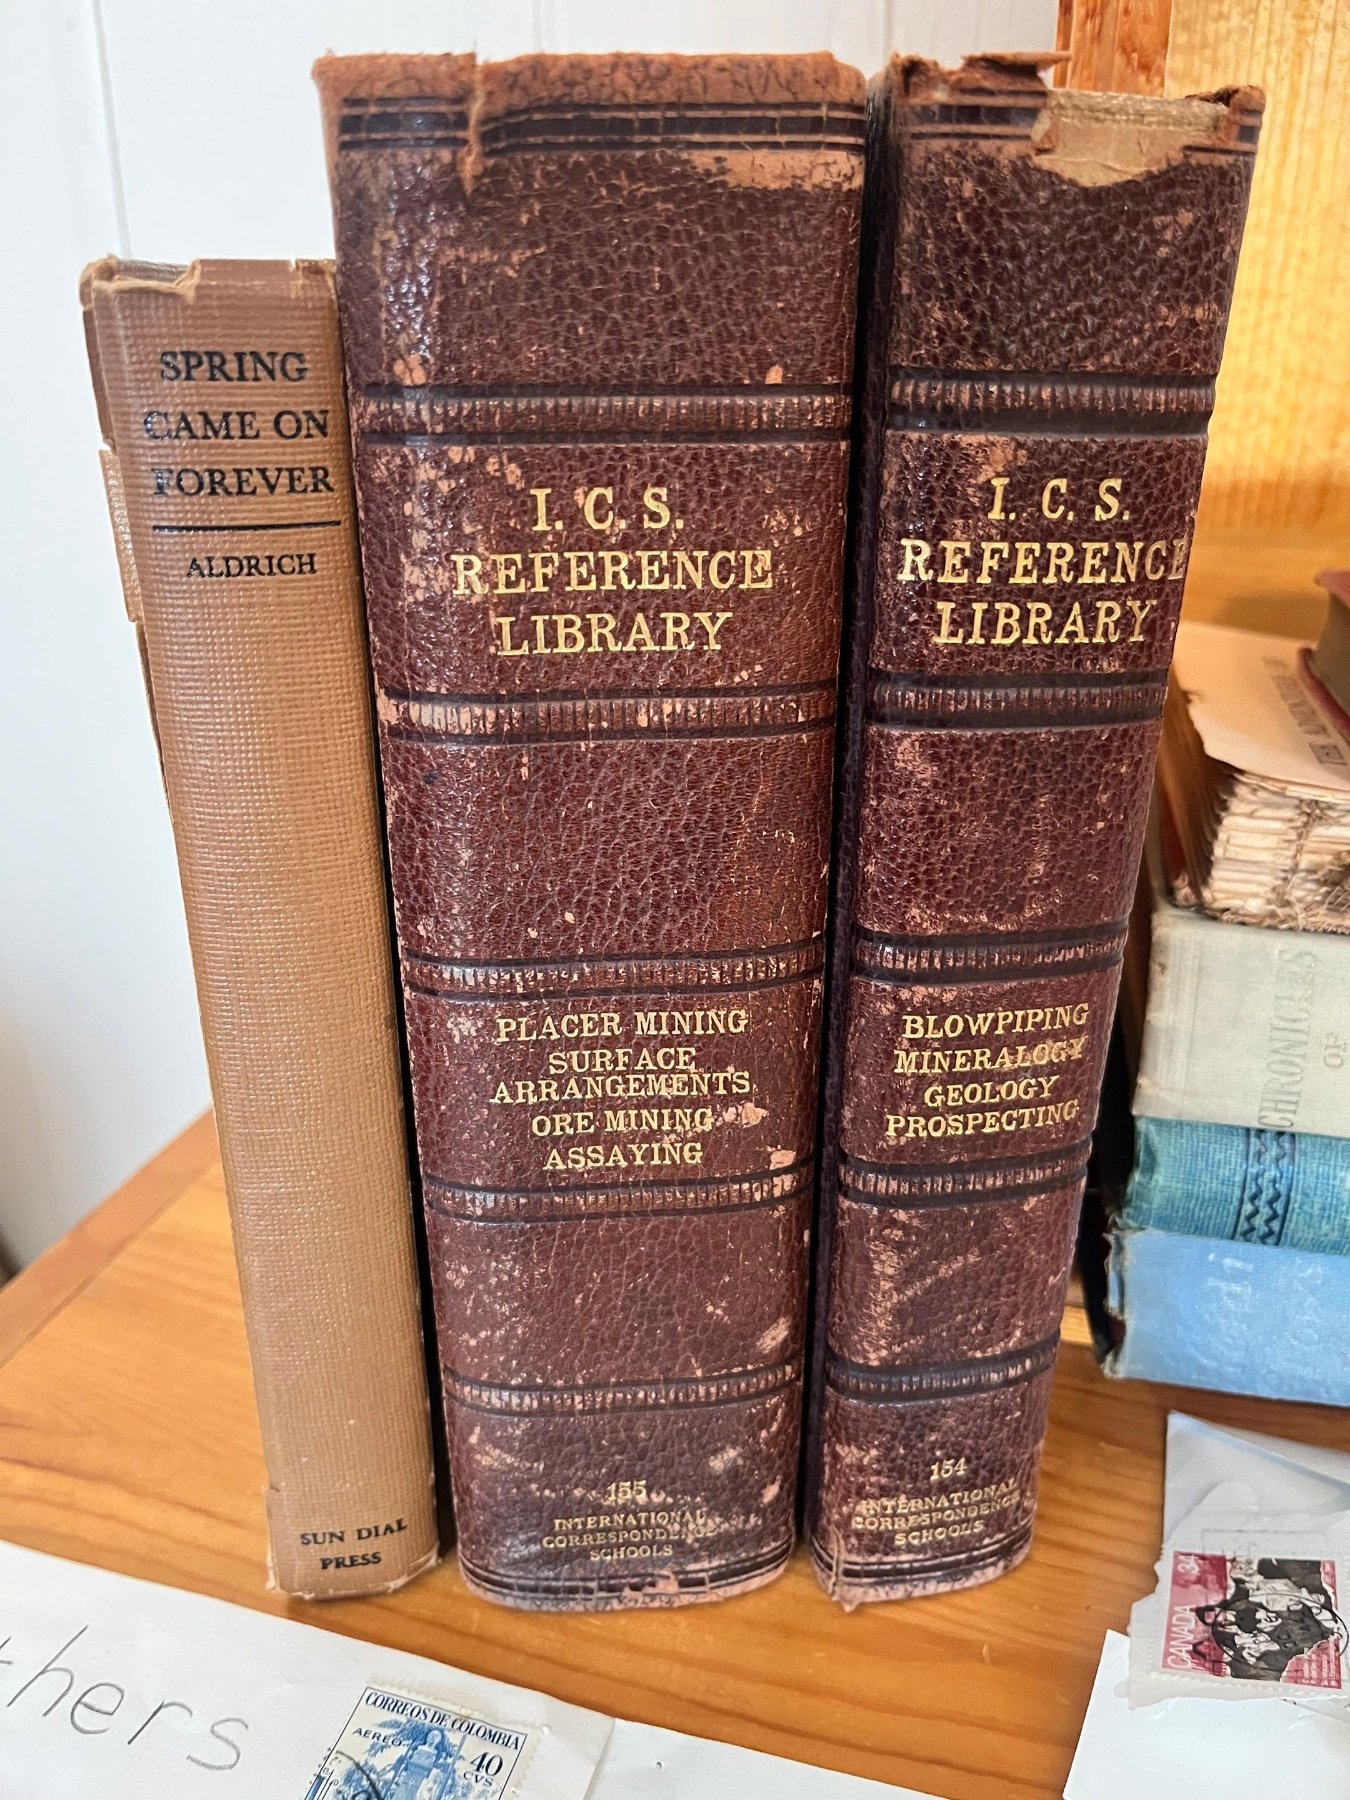 SPRING
CAME ON
FOREVER
ALDRICH
SUN DIAL
PRESS
I. C. S.
REFERENCE
LIBRARY
PLACER MINING
SURFACE
ARRANGEMENTS
ORE MINING
ASSAYING
155
INTERNATIONAL
CORRESPONDENCE
SCHOOLS
I. C. S.
REFERENCE
LIBRARY
BLOWPIPING
MINERALOGY
GEOLOGY
PROSPECTING
154
INTERNATIONAL
CORRESPONDENCE
SCHOOLS
CHRONICLES
OF
thers
CORREOS DE COLOMBIA
AEREO
40
CVS
CANADA
34